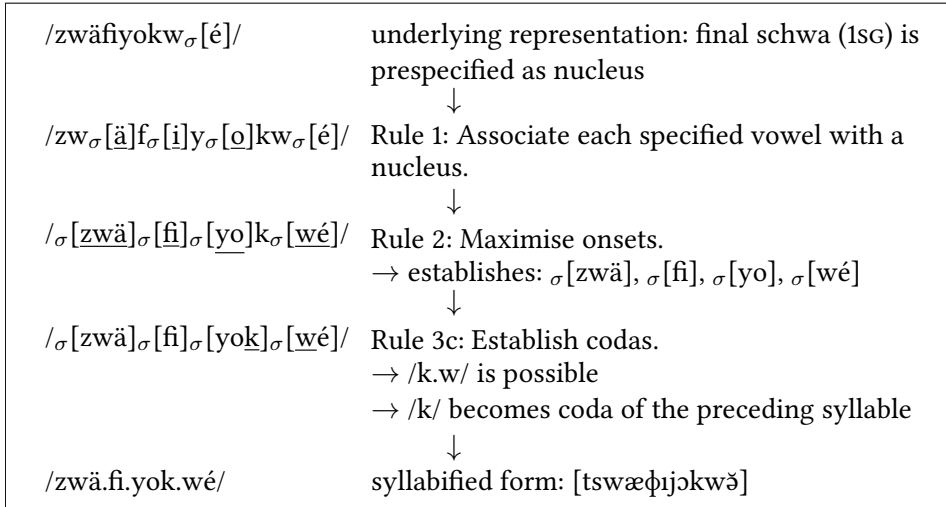 /zwäfiyokwσ[é]/ underlying representation: final schwa (1SG) is
prespecified as nucleus
↓
/zwσ[ä]fσ[i]yσ[o]kwσ[é]/ Rule 1: Associate each specified vowel with a
nucleus.
↓
/σ[zwä]σ[fi]σ[yo]kσ[wé]/ Rule 2: Maximise onsets.
→ establishes: σ[zwä], σ[fi], σ[yo], σ[wé]
↓
/σ[zwä]σ[fi]σ[yok]σ[wé]/ Rule 3c: Establish codas.
→ /k.w/ is possible
→ /k/ becomes coda of the preceding syllable
↓
/zwä.fi.yok.wé/ syllabified form: [tswæɸɪjɔkwə̆]